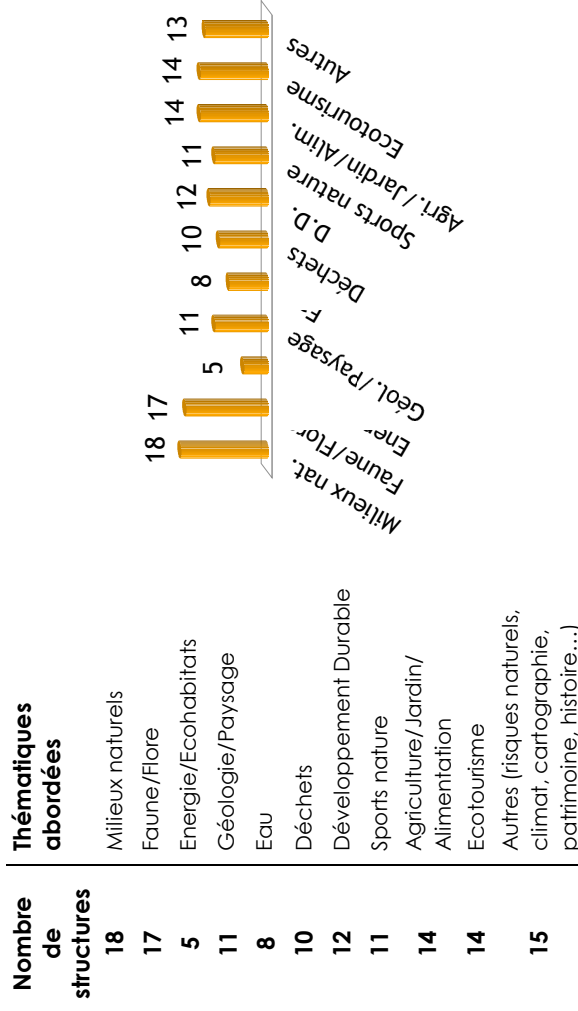 Nombre de structures
Thématiques abordées
18 Milieux naturels
17 Faune/Flore
5 Energie/Ecohabitats
11 Géologie/Paysage
8 Eau
10 Déchets
12 Développement Durable
11 Sports nature
14 Agriculture/Jardin/
Alimentation
14 Ecotourisme
15 Autres (risques naturels,
climat, cartographie,
patrimoine, histoire...)
18
17
5
11
8
10
12
11
14
14
13
Milieux nat.
Faune/Flor
Ener
Géol./Paysage
Déchets
D.D.
Sports nature
Agri./Jardin/Alim.
Ecotourisme
Autres